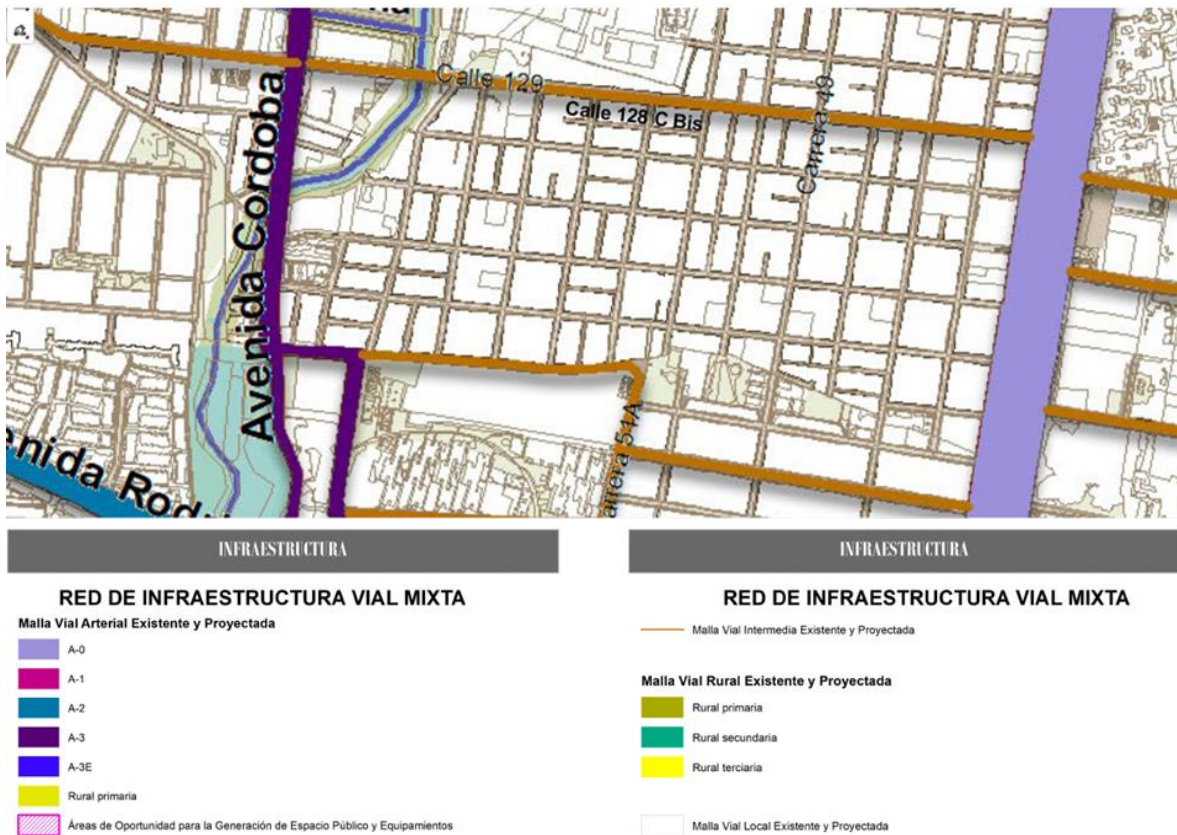 Calle 129
Calle 128 C Bis
Carrera 49
Avenida Cordoba
arrera 51A
enida Rodri
INFRAESTRUCTURA
RED DE INFRAESTRUCTURA VIAL MIXTA
Malla Vial Arterial Existente y Proyectada
A-0
A-1
A-2
A-3
A-3E
Rural primaria
Áreas de Oportunidad para la Generación de Espacio Público y Equipamientos
INFRAESTRUCTURA
RED DE INFRAESTRUCTURA VIAL MIXTA
Malla Vial Intermedia Existente y Proyectada
Malla Vial Rural Existente y Proyectada
Rural primaria
Rural secundaria
Rural terciaria
Malla Vial Local Existente y Proyectada